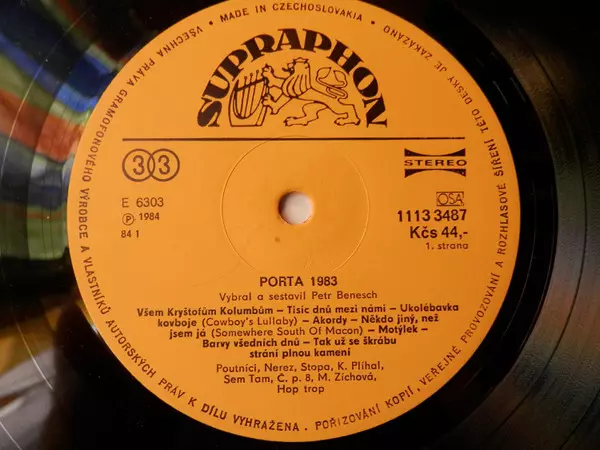 VŠECHNA PRÁVA GRAMOFONOVÉHO VÝROBCE A VLASTNÍKŮ AUTORSKÝCH PRÁV K DÍLU VYHRAŽENA. • POŘIZOVÁNÍ KOPIÍ, VEŘEJNÉ PROVOZOVÁNÍ A ROZHLASOVÉ ŠÍŘENÍ TÉTO DESKY JE ZAKÁZÁNO
• MADE IN CZECHOSLOVAKIA •
SUPRAPHON
33
STEREO
E 6303
Ⓟ 1984
84 1
OSA
1113 3487
Kčs 44,-
1. strana
PORTA 1983
Vybral a sestavil Petr Benesch
Všem Kryštofům Kolumbům – Tisíc dnů mezi námi – Ukolébavka
kovboje (Cowboy's Lullaby) – Akordy – Někdo jiný, než
jsem já (Somewhere South Of Macon) – Motýlek –
Barvy všedních dnů – Tak už se škrábu
strání plnou kamení
Poutníci, Nerez, Stopa, K. Plíhal,
Sem Tam, Č. p. 8, M. Zíchová,
Hop trop